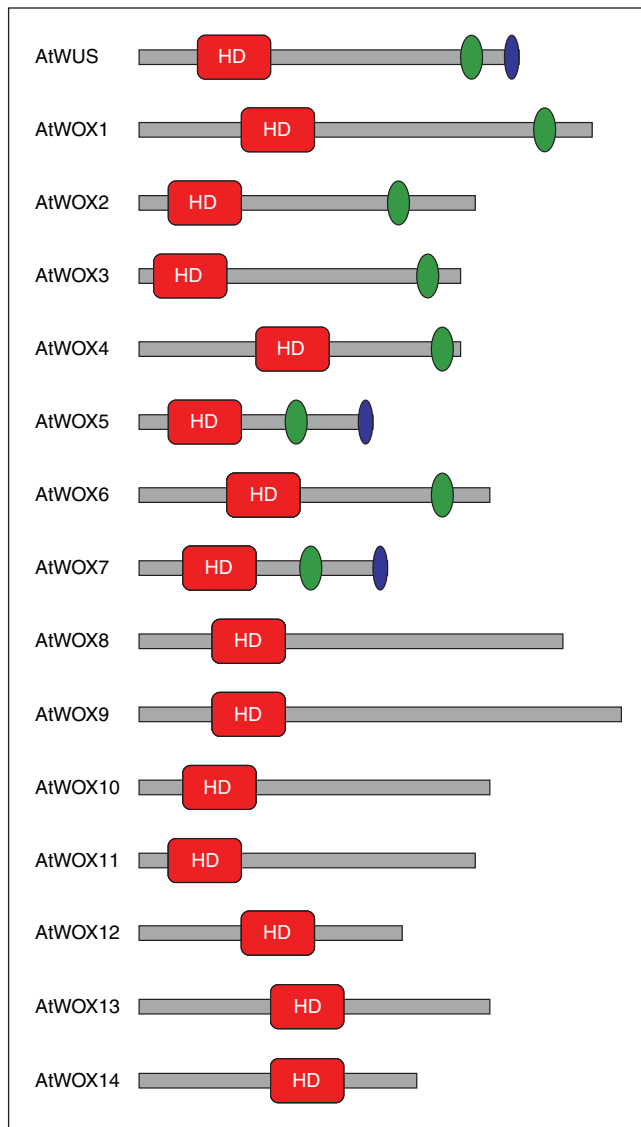 AtWUS HD
AtWOX1 HD
AtWOX2 HD
AtWOX3 HD
AtWOX4 HD
AtWOX5 HD
AtWOX6 HD
AtWOX7 HD
AtWOX8 HD
AtWOX9 HD
AtWOX10 HD
AtWOX11 HD
AtWOX12 HD
AtWOX13 HD
AtWOX14 HD